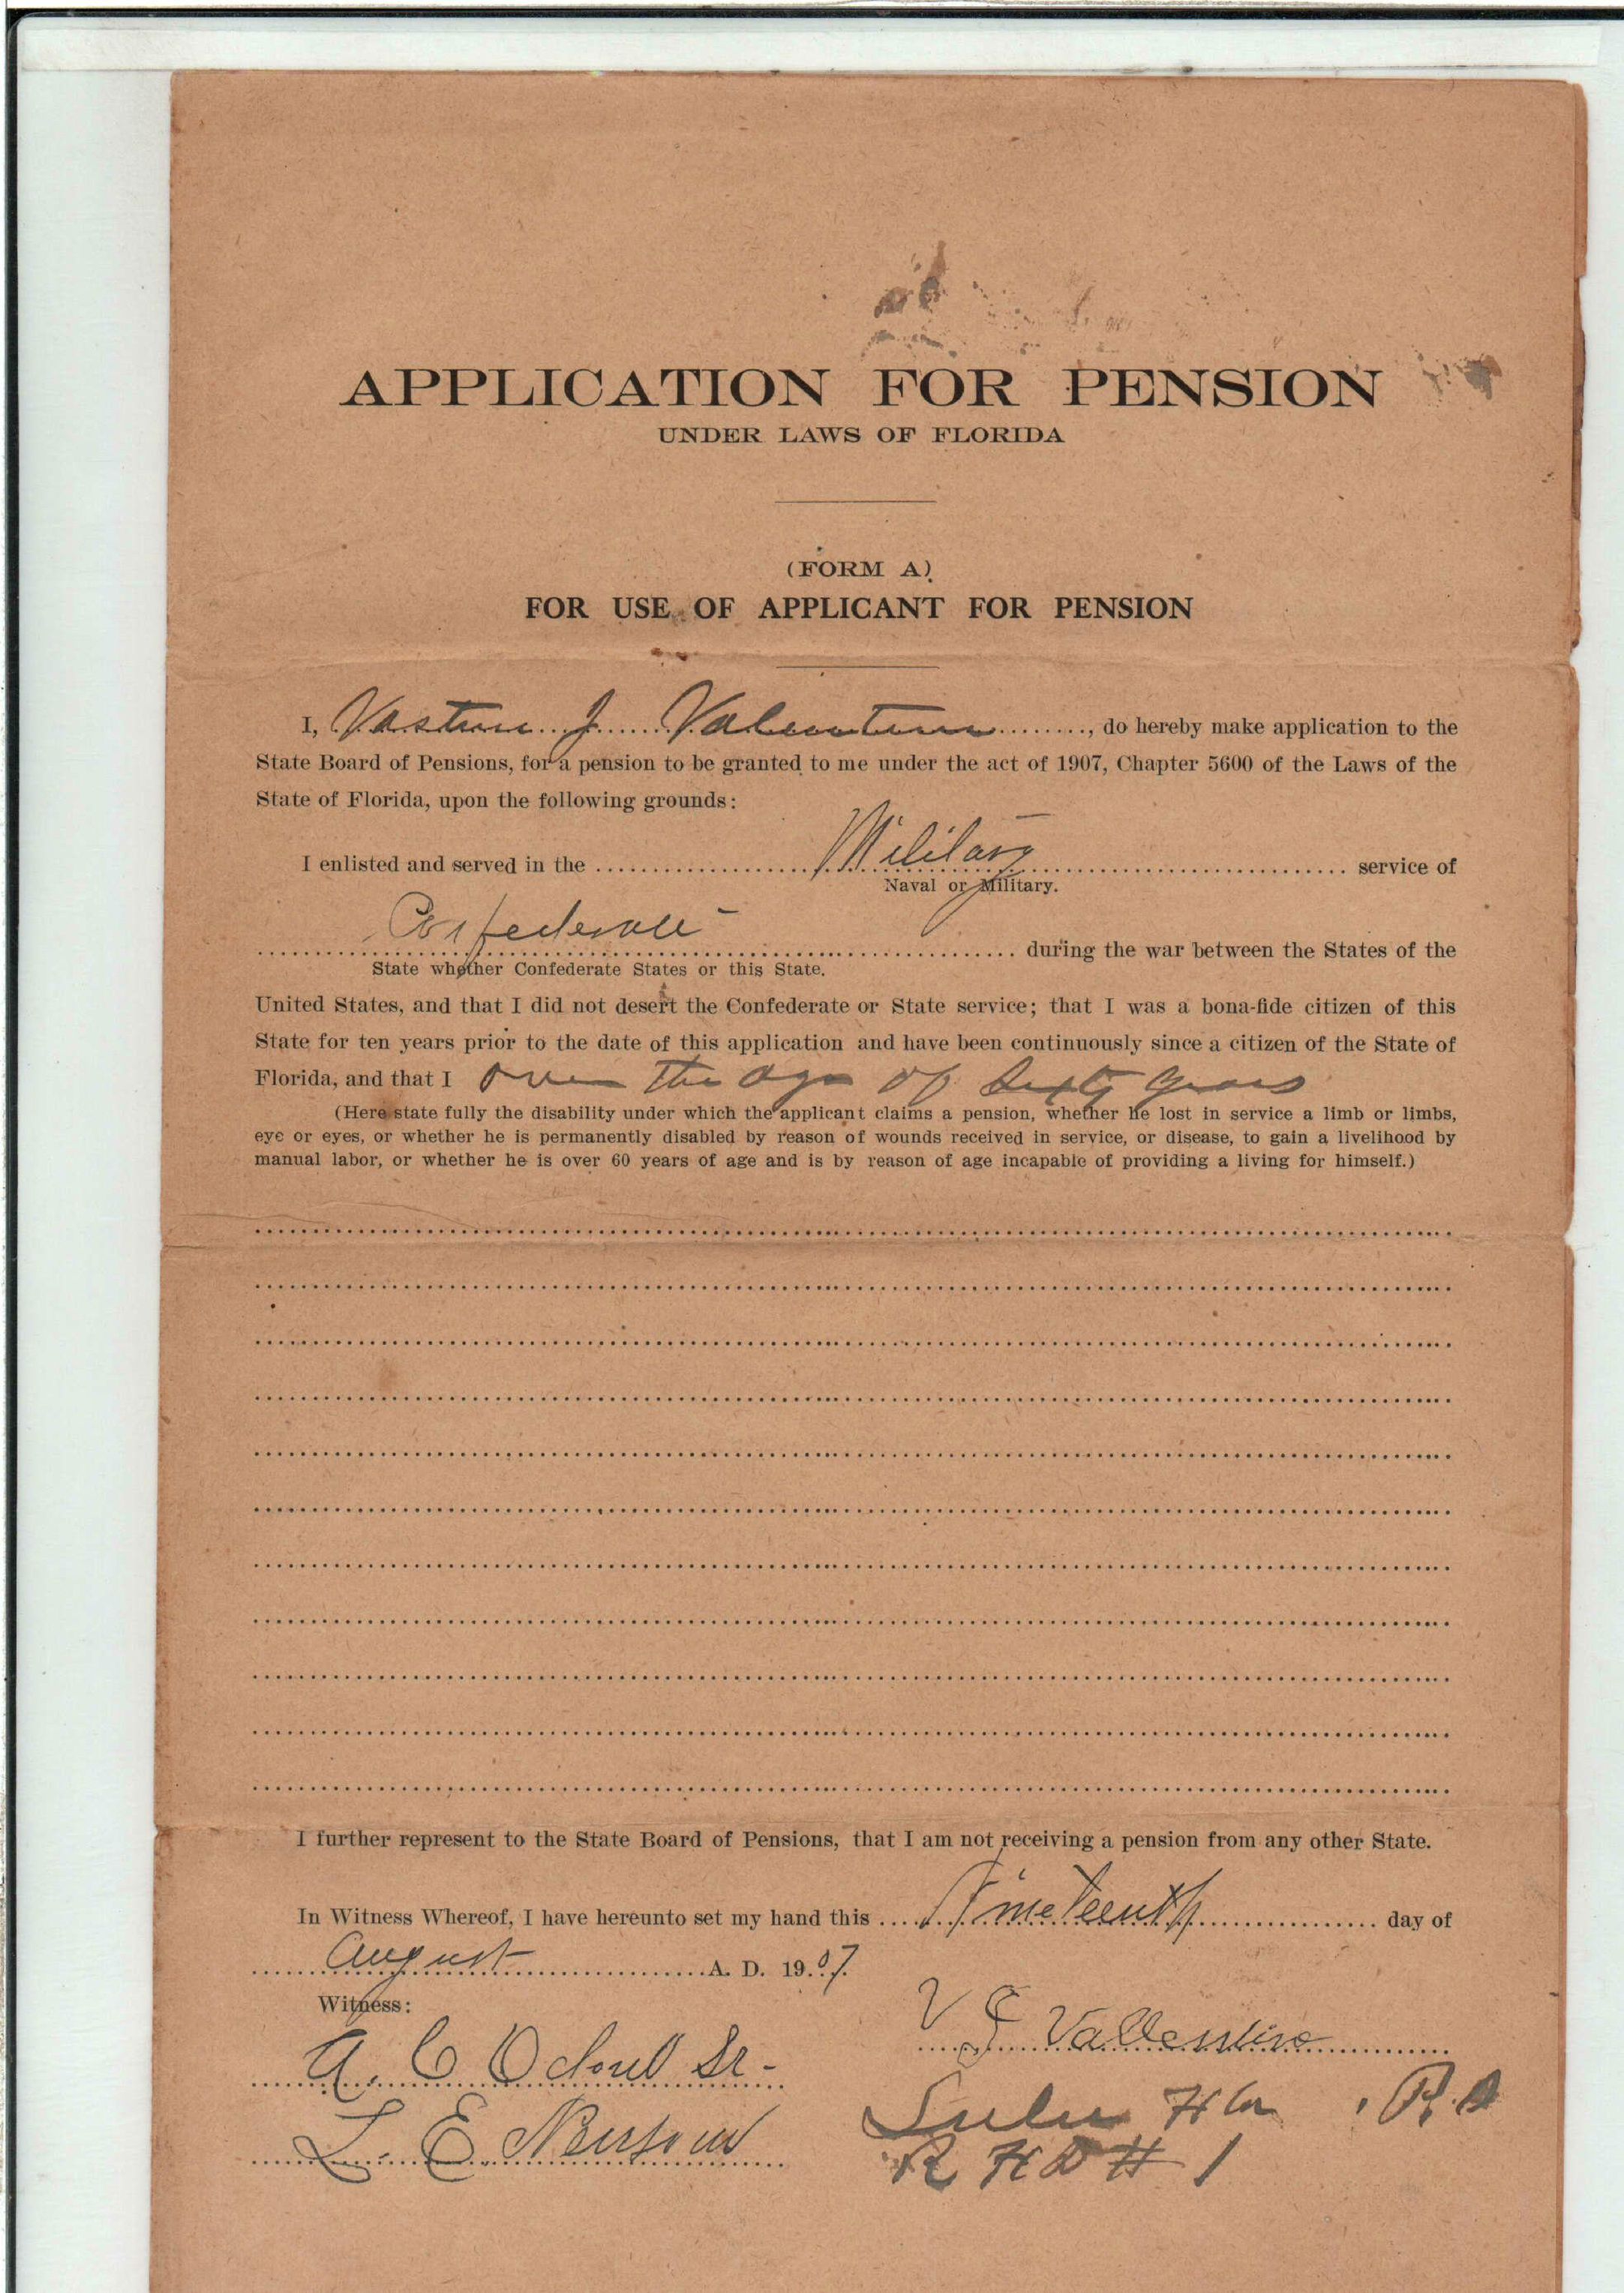 APPLICATION FOR PENSION
UNDER LAWS OF FLORIDA
(FORM A)
FOR USE OF APPLICANT FOR PENSION
I, J Valentine, do hereby make application to the
State Board of Pensions, for a pension to be granted to me under the act of 1907, Chapter 5600 of the Laws of the
State of Florida, upon the following grounds:
I enlisted and served in the Military service of
Naval or Military.
Confederate during the war between the States of the
State whether Confederate States or this State.
United States, and that I did not desert the Confederate or State service; that I was a bona-fide citizen of this
State for ten years prior to the date of this application and have been continuously since a citizen of the State of
Florida, and that I over the age of Sixty years
(Here state fully the disability under which the applicant claims a pension, whether he lost in service a limb or limbs,
eye or eyes, or whether he is permanently disabled by reason of wounds received in service, or disease, to gain a livelihood by
manual labor, or whether he is over 60 years of age and is by reason of age incapable of providing a living for himself.)
I further represent to the State Board of Pensions, that I am not receiving a pension from any other State.
In Witness Whereof, I have hereunto set my hand this Nineteenth day of
August A. D. 1907.
Witness:
V J Vallentine
A. C. Sr-
Lulu Fla
L. E.
R F D # 1